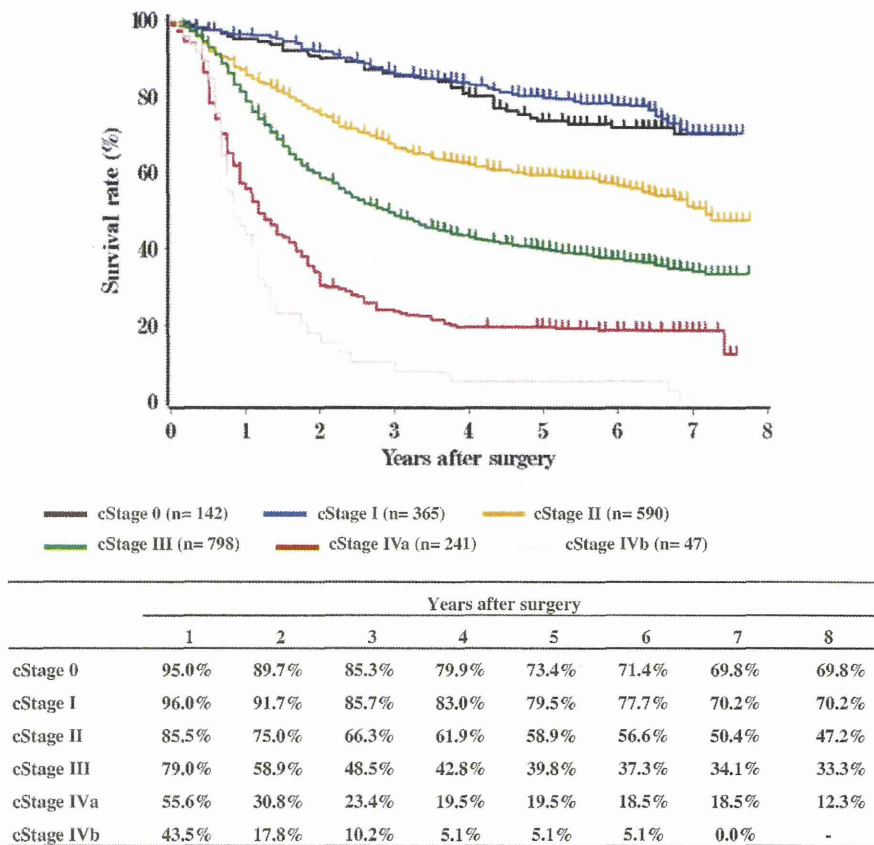 100
80
60
40
20
0
Survival rate (%)
0 1 2 3 4 5 6 7 8
Years after surgery
cStage 0 (n= 142) cStage I (n= 365) cStage II (n= 590)
cStage III (n= 798) cStage IVa (n= 241) cStage IVb (n= 47)
Years after surgery
1 2 3 4 5 6 7 8
cStage 0 95.0% 89.7% 85.3% 79.9% 73.4% 71.4% 69.8% 69.8%
cStage I 96.0% 91.7% 85.7% 83.0% 79.5% 77.7% 70.2% 70.2%
cStage II 85.5% 75.0% 66.3% 61.9% 58.9% 56.6% 50.4% 47.2%
cStage III 79.0% 58.9% 48.5% 42.8% 39.8% 37.3% 34.1% 33.3%
cStage IVa 55.6% 30.8% 23.4% 19.5% 19.5% 18.5% 18.5% 12.3%
cStage IVb 43.5% 17.8% 10.2% 5.1% 5.1% 5.1% 0.0% -